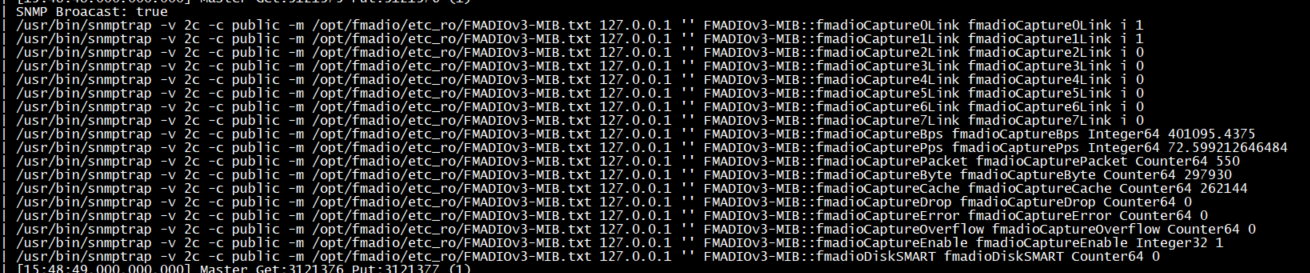 [15:48:48.000.000.000] Master Get:3121375 Put:3121376 (1)
| SNMP Broacast: true
| /usr/bin/snmptrap -v 2c -c public -m /opt/fmadio/etc_ro/FMADIOv3-MIB.txt 127.0.0.1 '' FMADIOv3-MIB::fmadioCapture0Link fmadioCapture0Link i 1
| /usr/bin/snmptrap -v 2c -c public -m /opt/fmadio/etc_ro/FMADIOv3-MIB.txt 127.0.0.1 '' FMADIOv3-MIB::fmadioCapture1Link fmadioCapture1Link i 1
| /usr/bin/snmptrap -v 2c -c public -m /opt/fmadio/etc_ro/FMADIOv3-MIB.txt 127.0.0.1 '' FMADIOv3-MIB::fmadioCapture2Link fmadioCapture2Link i 0
| /usr/bin/snmptrap -v 2c -c public -m /opt/fmadio/etc_ro/FMADIOv3-MIB.txt 127.0.0.1 '' FMADIOv3-MIB::fmadioCapture3Link fmadioCapture3Link i 0
| /usr/bin/snmptrap -v 2c -c public -m /opt/fmadio/etc_ro/FMADIOv3-MIB.txt 127.0.0.1 '' FMADIOv3-MIB::fmadioCapture4Link fmadioCapture4Link i 0
| /usr/bin/snmptrap -v 2c -c public -m /opt/fmadio/etc_ro/FMADIOv3-MIB.txt 127.0.0.1 '' FMADIOv3-MIB::fmadioCapture5Link fmadioCapture5Link i 0
| /usr/bin/snmptrap -v 2c -c public -m /opt/fmadio/etc_ro/FMADIOv3-MIB.txt 127.0.0.1 '' FMADIOv3-MIB::fmadioCapture6Link fmadioCapture6Link i 0
| /usr/bin/snmptrap -v 2c -c public -m /opt/fmadio/etc_ro/FMADIOv3-MIB.txt 127.0.0.1 '' FMADIOv3-MIB::fmadioCapture7Link fmadioCapture7Link i 0
| /usr/bin/snmptrap -v 2c -c public -m /opt/fmadio/etc_ro/FMADIOv3-MIB.txt 127.0.0.1 '' FMADIOv3-MIB::fmadioCaptureBps fmadioCaptureBps Integer64 401095.4375
| /usr/bin/snmptrap -v 2c -c public -m /opt/fmadio/etc_ro/FMADIOv3-MIB.txt 127.0.0.1 '' FMADIOv3-MIB::fmadioCapturePps fmadioCapturePps Integer64 72.599212646484
| /usr/bin/snmptrap -v 2c -c public -m /opt/fmadio/etc_ro/FMADIOv3-MIB.txt 127.0.0.1 '' FMADIOv3-MIB::fmadioCapturePacket fmadioCapturePacket Counter64 550
| /usr/bin/snmptrap -v 2c -c public -m /opt/fmadio/etc_ro/FMADIOv3-MIB.txt 127.0.0.1 '' FMADIOv3-MIB::fmadioCaptureByte fmadioCaptureByte Counter64 297930
| /usr/bin/snmptrap -v 2c -c public -m /opt/fmadio/etc_ro/FMADIOv3-MIB.txt 127.0.0.1 '' FMADIOv3-MIB::fmadioCaptureCache fmadioCaptureCache Counter64 262144
| /usr/bin/snmptrap -v 2c -c public -m /opt/fmadio/etc_ro/FMADIOv3-MIB.txt 127.0.0.1 '' FMADIOv3-MIB::fmadioCaptureDrop fmadioCaptureDrop Counter64 0
| /usr/bin/snmptrap -v 2c -c public -m /opt/fmadio/etc_ro/FMADIOv3-MIB.txt 127.0.0.1 '' FMADIOv3-MIB::fmadioCaptureError fmadioCaptureError Counter64 0
| /usr/bin/snmptrap -v 2c -c public -m /opt/fmadio/etc_ro/FMADIOv3-MIB.txt 127.0.0.1 '' FMADIOv3-MIB::fmadioCaptureOverflow fmadioCaptureOverflow Counter64 0
| /usr/bin/snmptrap -v 2c -c public -m /opt/fmadio/etc_ro/FMADIOv3-MIB.txt 127.0.0.1 '' FMADIOv3-MIB::fmadioCaptureEnable fmadioCaptureEnable Integer32 1
| /usr/bin/snmptrap -v 2c -c public -m /opt/fmadio/etc_ro/FMADIOv3-MIB.txt 127.0.0.1 '' FMADIOv3-MIB::fmadioDiskSMART fmadioDiskSMART Counter64 0
| [15:48:49.000.000.000] Master Get:3121376 Put:3121377 (1)